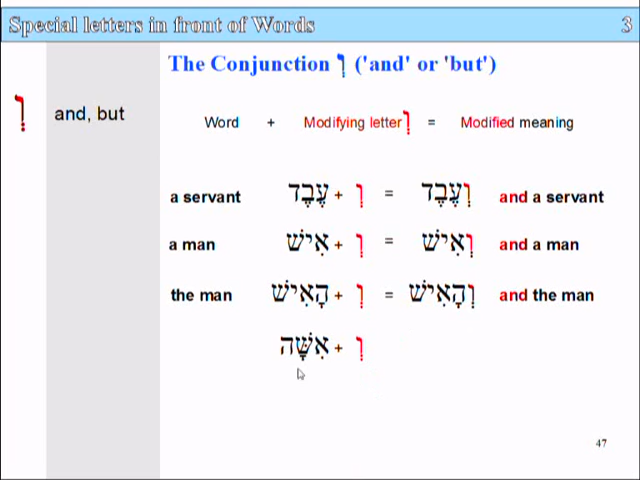 Special letters in front of Words 3
The Conjunction וְ ('and' or 'but')
וְ and, but
Word + Modifying letter וְ = Modified meaning
a servant עֶבֶד + וְ = וְעֶבֶד and a servant
a man אִישׁ + וְ = וְאִישׁ and a man
the man הָאִישׁ + וְ = וְהָאִישׁ and the man
אִשָּׁה + וְ
47